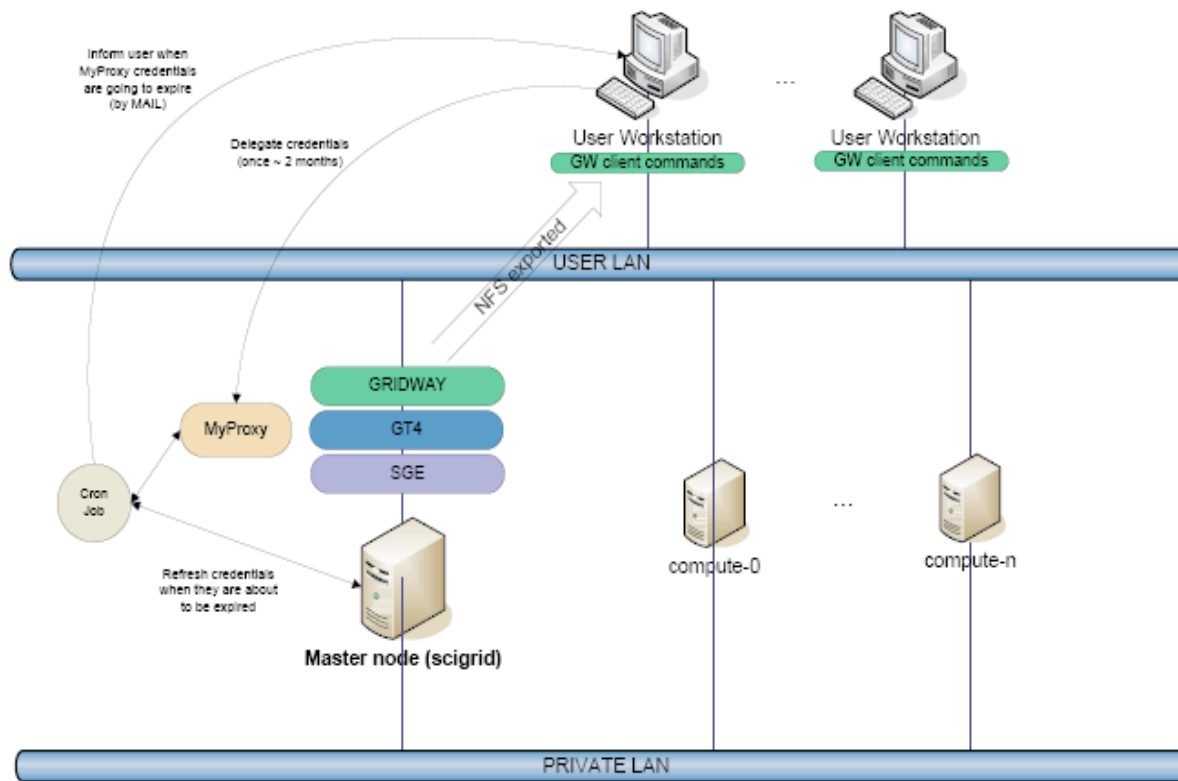 Inform user when
MyProxy credentials
are going to expire
(by MAIL)
...
User Workstation
User Workstation
GW client commands
GW client commands
Delegate credentials
(once ~ 2 months)
NFS exported
USER LAN
GRIDWAY
MyProxy
GT4
SGE
Cron
Job
...
compute-0
compute-n
Refresh credentials
when they are about
to be expired
Master node (scigrid)
PRIVATE LAN